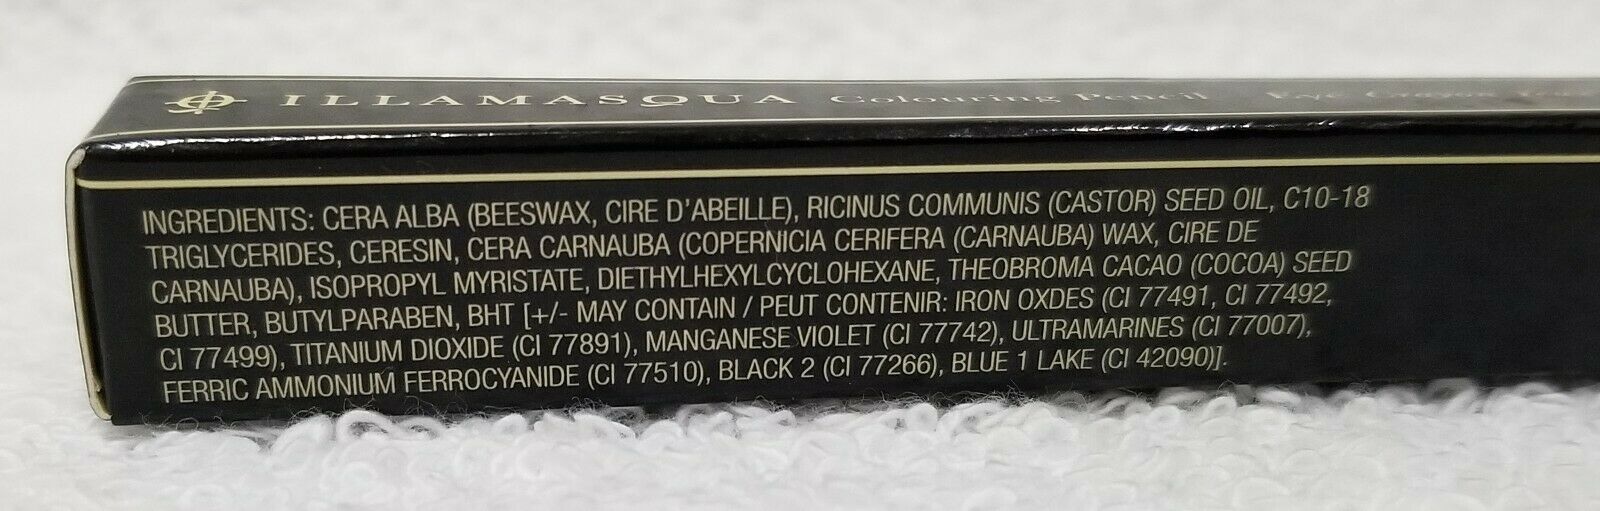 ILLAMASQUA Colouring Pencil Eye Crayon
INGREDIENTS: CERA ALBA (BEESWAX, CIRE D'ABEILLE), RICINUS COMMUNIS (CASTOR) SEED OIL, C10-18
TRIGLYCERIDES, CERESIN, CERA CARNAUBA (COPERNICIA CERIFERA (CARNAUBA) WAX, CIRE DE
CARNAUBA), ISOPROPYL MYRISTATE, DIETHYLHEXYLCYCLOHEXANE, THEOBROMA CACAO (COCOA) SEED
BUTTER, BUTYLPARABEN, BHT [+/- MAY CONTAIN / PEUT CONTENIR: IRON OXDES (CI 77491, CI 77492,
CI 77499), TITANIUM DIOXIDE (CI 77891), MANGANESE VIOLET (CI 77742), ULTRAMARINES (CI 77007),
FERRIC AMMONIUM FERROCYANIDE (CI 77510), BLACK 2 (CI 77266), BLUE 1 LAKE (CI 42090)].